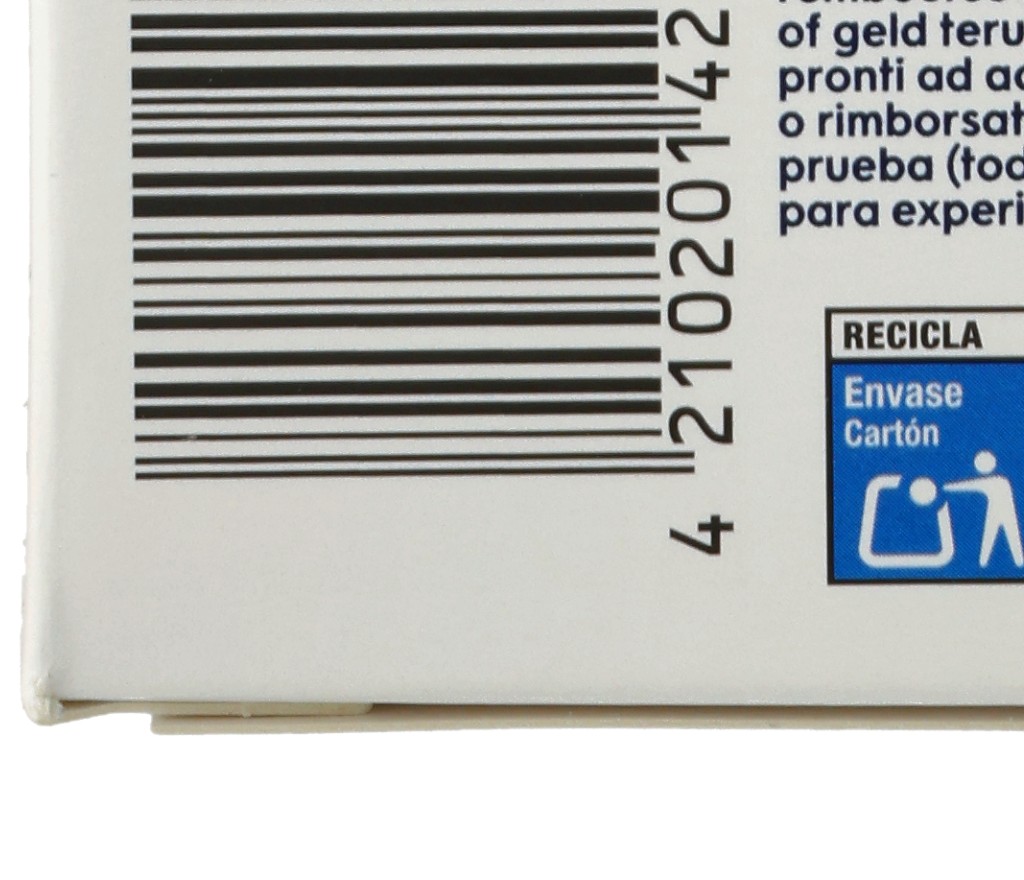 of geld teru
pronti ad ac
o rimborsat
prueba (tod
para experi
4 210201 42
RECICLA
Envase
Cartón